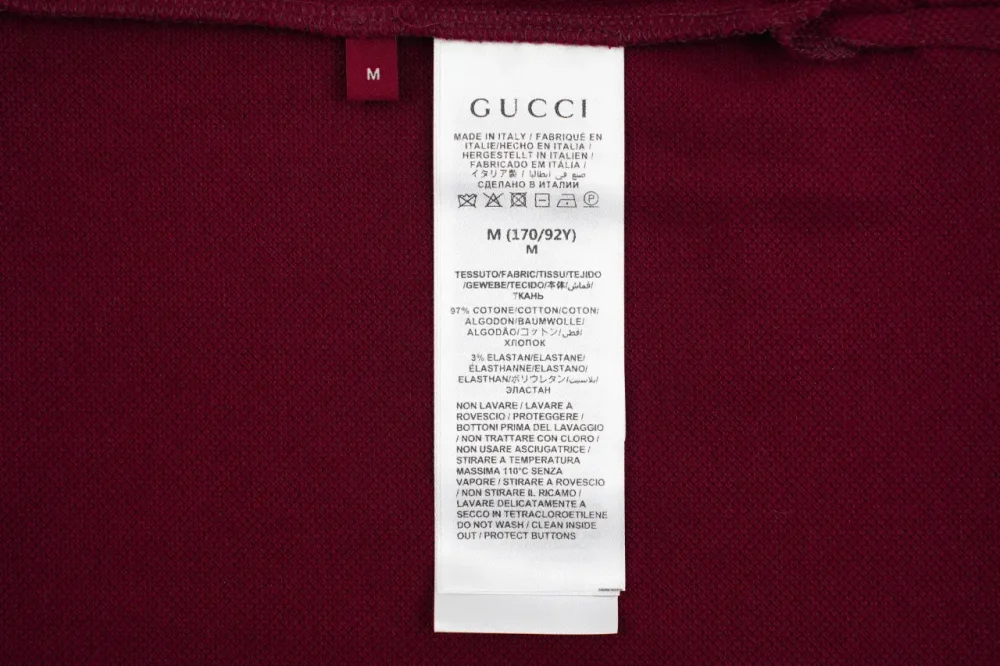 M
GUCCI
MADE IN ITALY / FABRIQUÉ EN
ITALIE/HECHO EN ITALIA /
HERGESTELLT IN ITALIEN /
FABRICADO EM ITÁLIA /
イタリア製 / صنع في ايطاليا
СДЕЛАНО В ИТАЛИИ
P
M (170/92Y)
M
TESSUTO/FABRIC/TISSU/TEJIDO
/GEWEBE/TECIDO/本体/قماش/
ТКАНЬ
97% COTONE/COTTON/COTON/
ALGODON/BAUMWOLLE/
ALGODÃO/コットン/قطن/
ХЛОПОК
3% ELASTAN/ELASTANE/
ÉLASTHANNE/ELASTANO/
ELASTHAN/ポリウレタン/
ЭЛАСТАН
NON LAVARE / LAVARE A
ROVESCIO / PROTEGGERE /
BOTTONI PRIMA DEL LAVAGGIO
/ NON TRATTARE CON CLORO /
NON USARE ASCIUGATRICE /
STIRARE A TEMPERATURA
MASSIMA 110°C SENZA
VAPORE / STIRARE A ROVESCIO
/ NON STIRARE IL RICAMO /
LAVARE DELICATAMENTE A
SECCO IN TETRACLOROETILENE
DO NOT WASH / CLEAN INSIDE
OUT / PROTECT BUTTONS